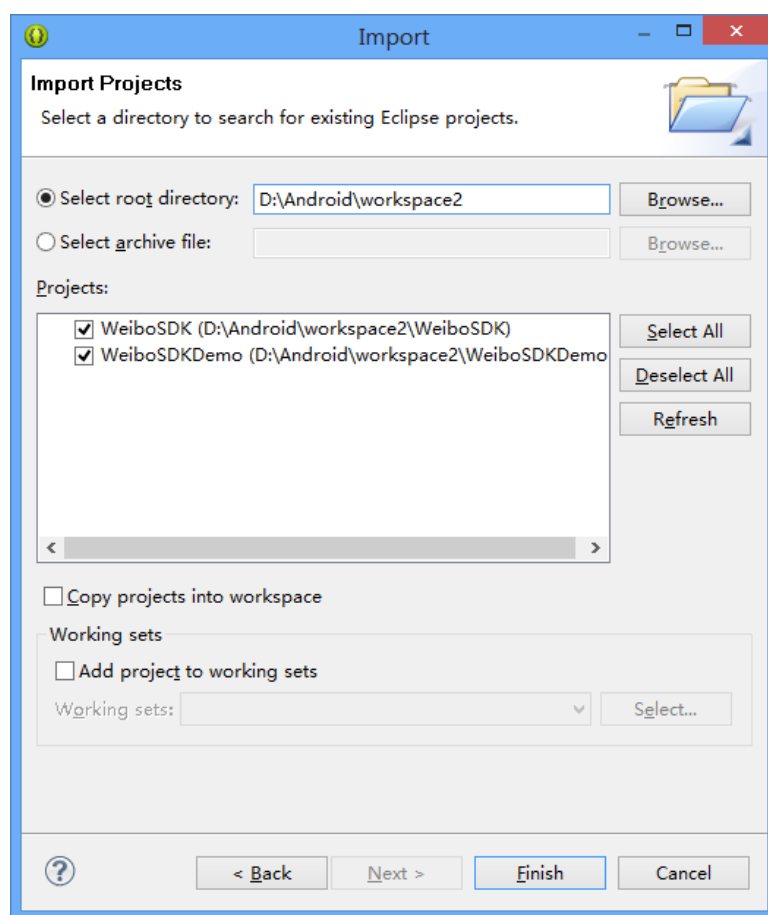 Import
Import Projects
Select a directory to search for existing Eclipse projects.
Select root directory: D:\Android\workspace2 Browse...
Select archive file: Browse...
Projects:
WeiboSDK (D:\Android\workspace2\WeiboSDK) Select All
WeiboSDKDemo (D:\Android\workspace2\WeiboSDKDemo
Deselect All
Refresh
Copy projects into workspace
Working sets
Add project to working sets
Working sets: Select...
? < Back Next > Finish Cancel